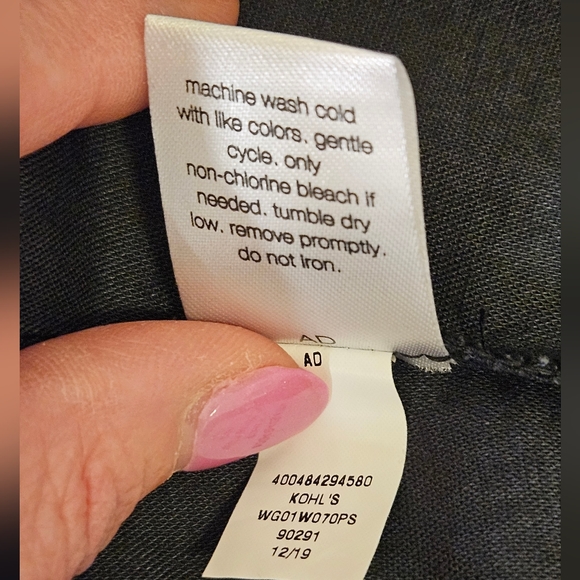 machine wash cold
with like colors. gentle
cycle. only
non-chlorine bleach if
needed. tumble dry
low. remove promptly.
do not iron.
AD
AD
400484294580
KOHL'S
WG01W070PS
90291
12/19